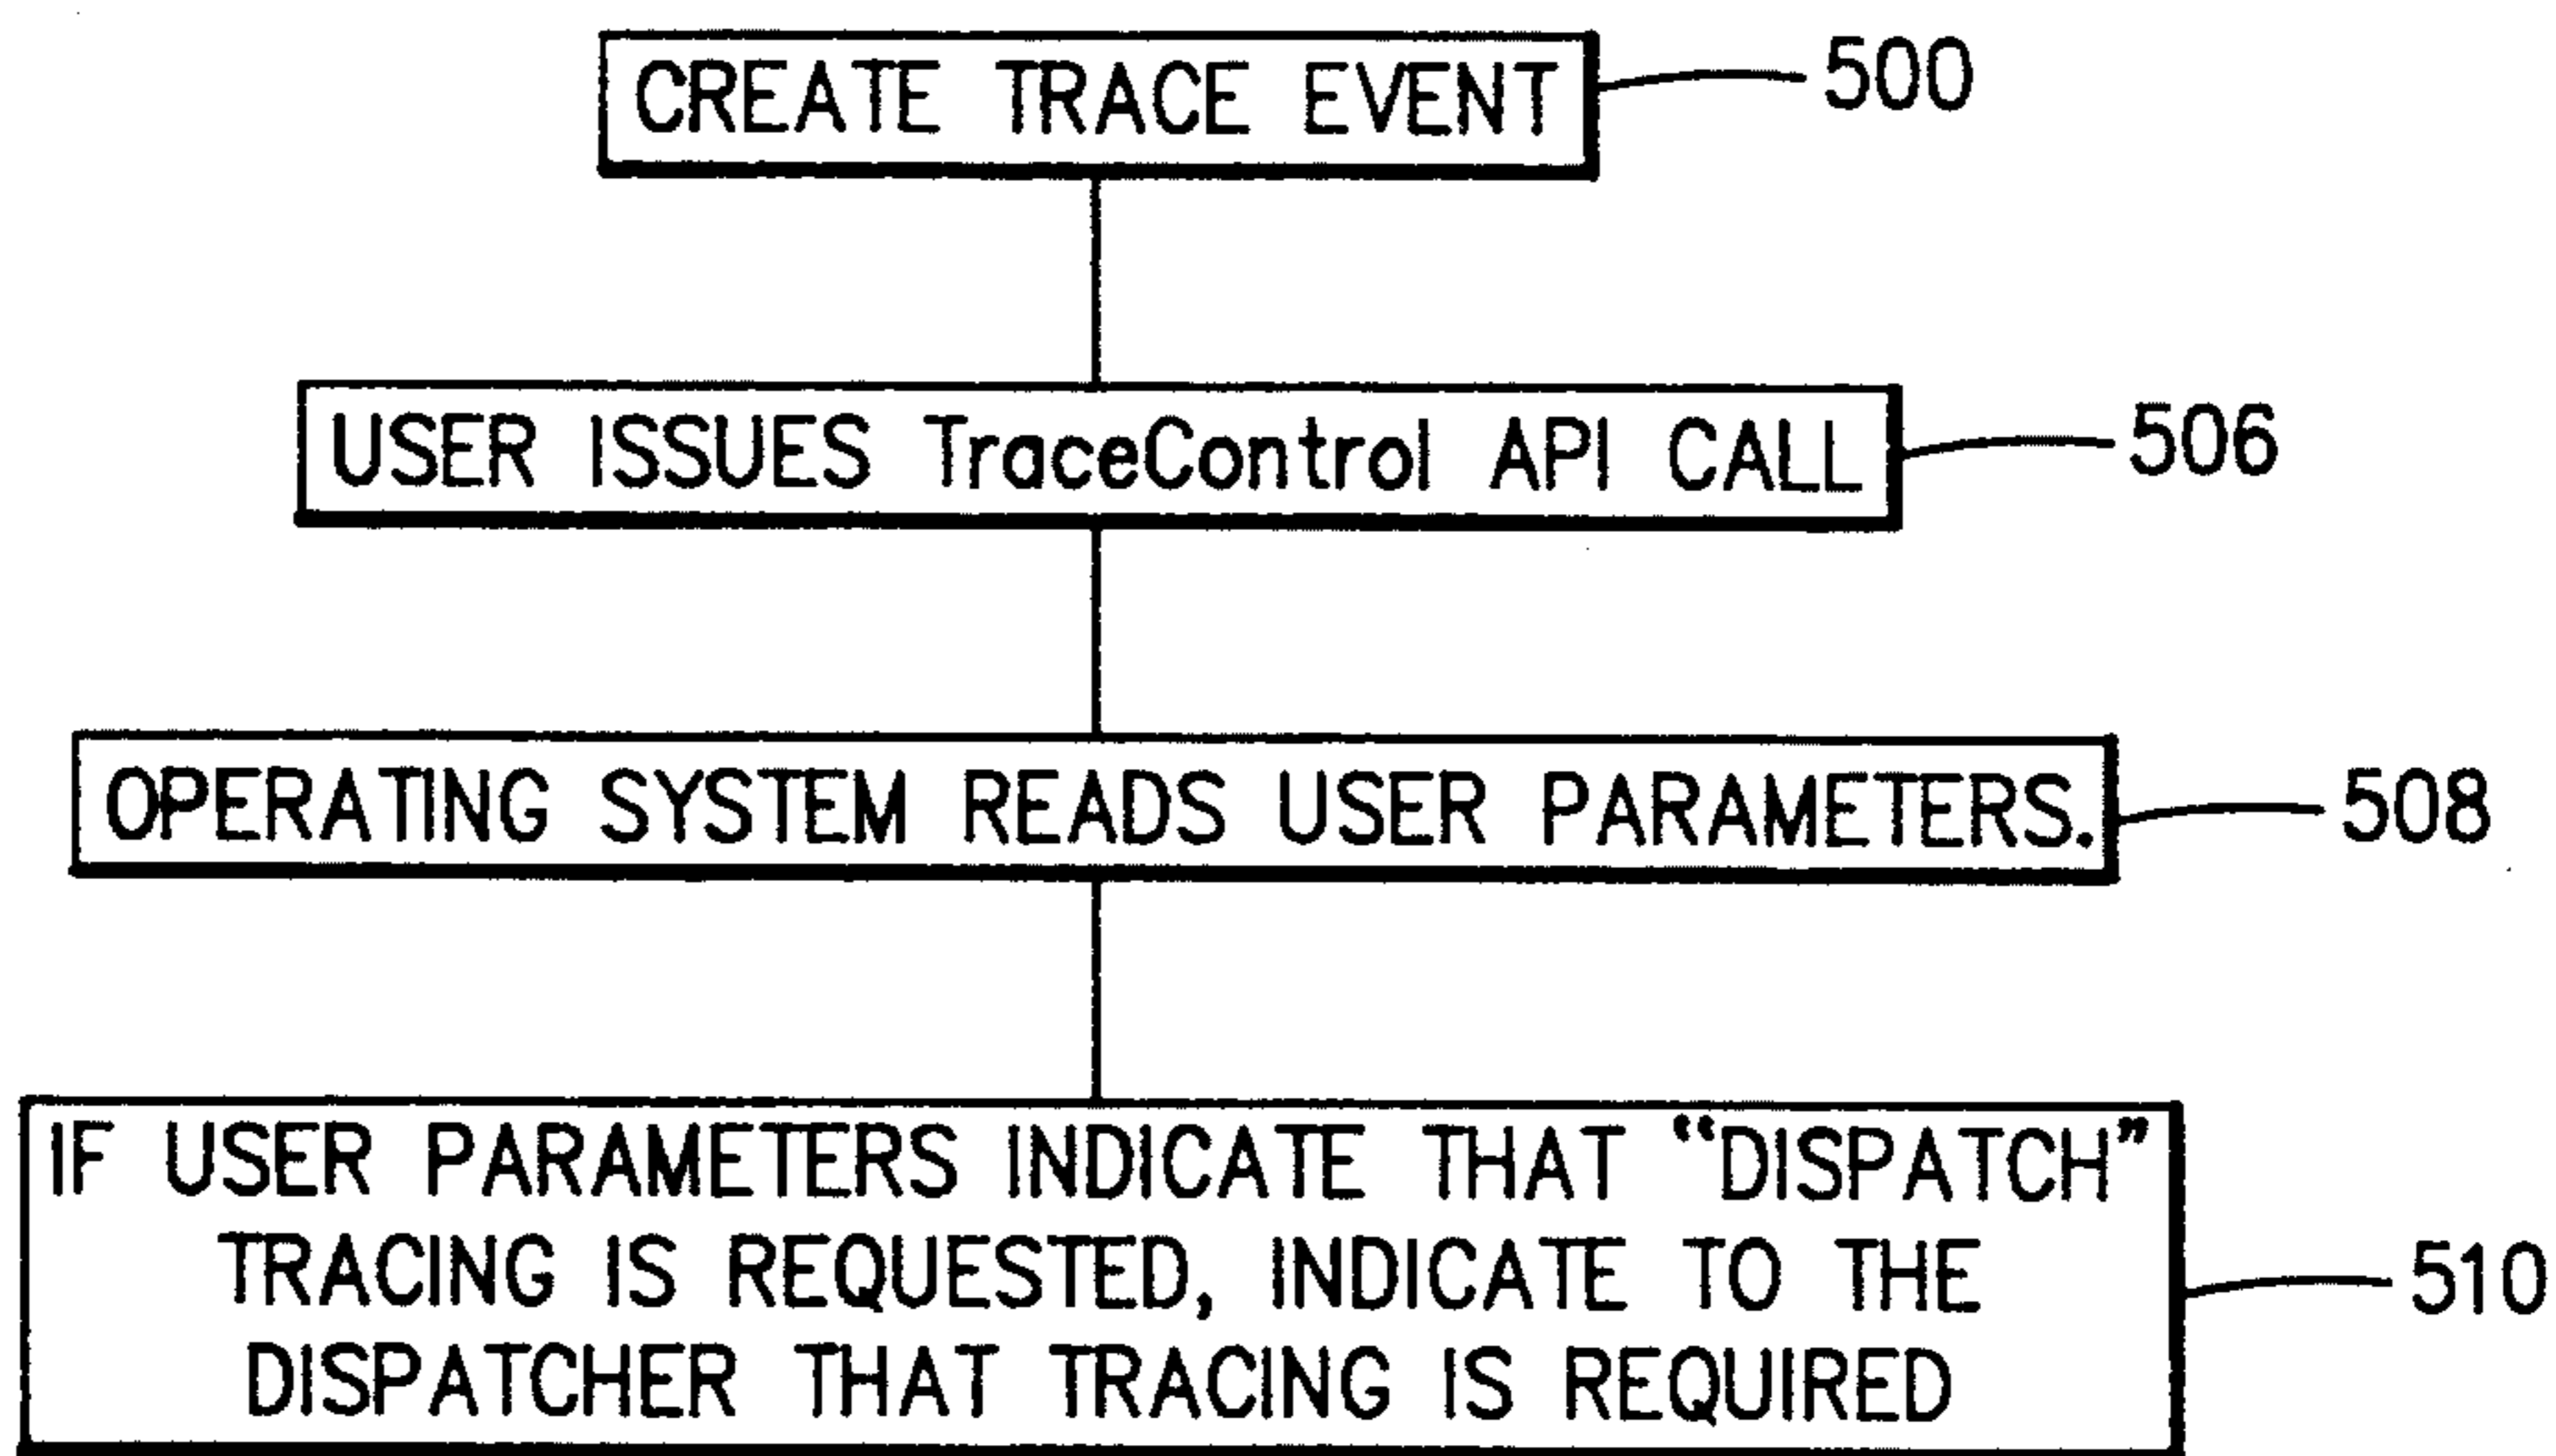 CREATE TRACE EVENT
500
USER ISSUES TraceControl API CALL
506
OPERATING SYSTEM READS USER PARAMETERS.
508
IF USER PARAMETERS INDICATE THAT “DISPATCH”
TRACING IS REQUESTED, INDICATE TO THE
DISPATCHER THAT TRACING IS REQUIRED
510